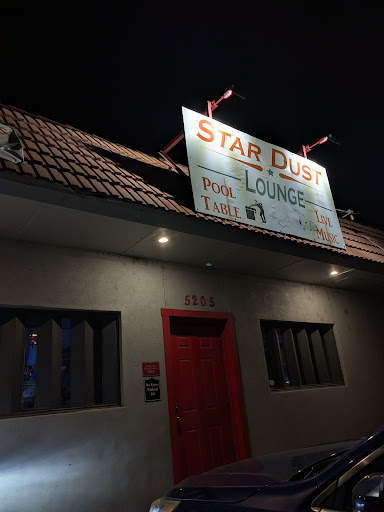 STAR DUST
LOUNGE
POOL
TABLE
LIVE
MUSIC
5205